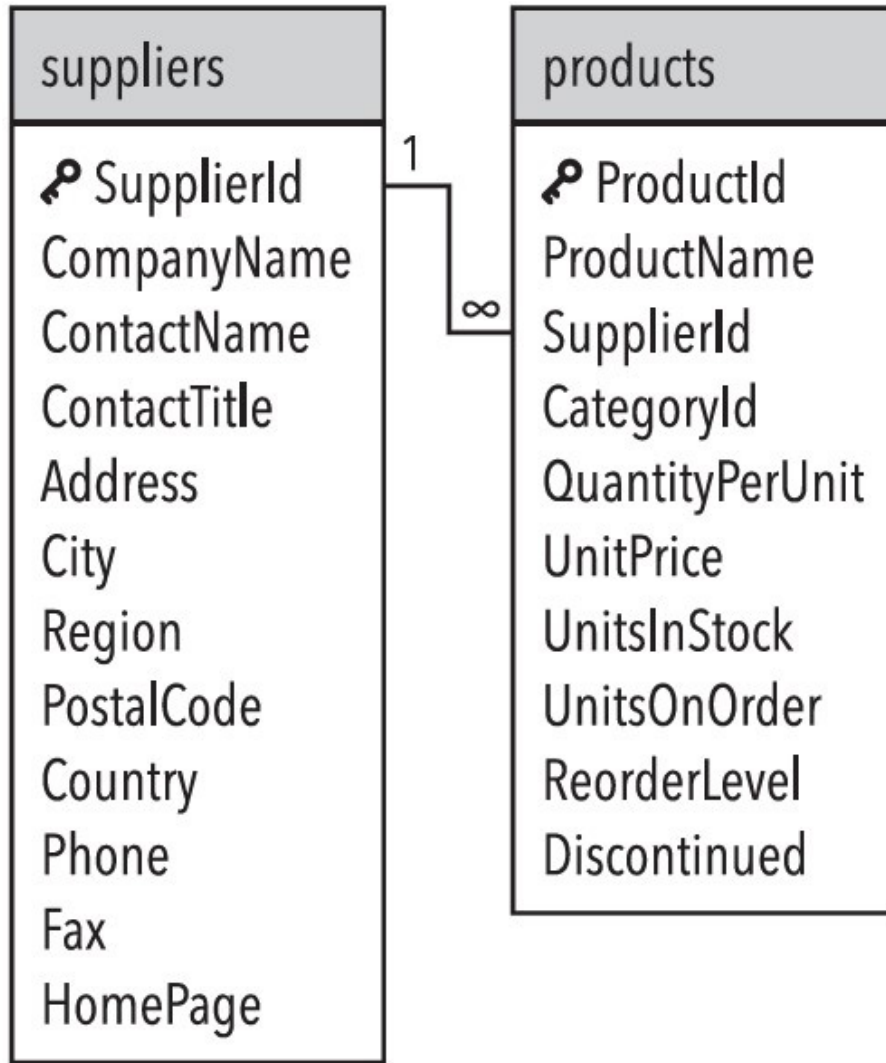 suppliers
SupplierId
CompanyName
ContactName
ContactTitle
Address
City
Region
PostalCode
Country
Phone
Fax
HomePage
1
∞
products
ProductId
ProductName
SupplierId
CategoryId
QuantityPerUnit
UnitPrice
UnitsInStock
UnitsOnOrder
ReorderLevel
Discontinued